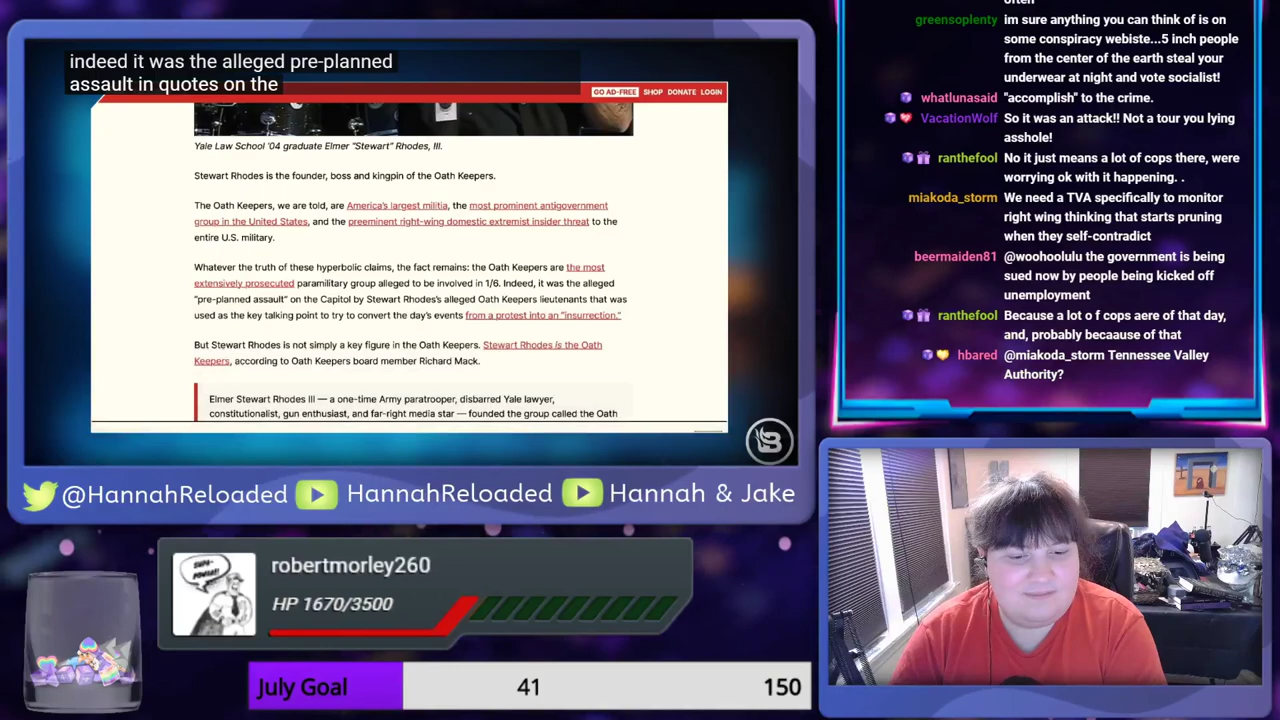 indeed it was the alleged pre-planned
assault in quotes on the
GO AD-FREE SHOP DONATE LOGIN
Yale Law School '04 graduate Elmer "Stewart" Rhodes, III.
Stewart Rhodes is the founder, boss and kingpin of the Oath Keepers.
The Oath Keepers, we are told, are America's largest militia, the most prominent antigovernment
group in the United States, and the preeminent right-wing domestic extremist insider threat to the
entire U.S. military.
Whatever the truth of these hyperbolic claims, the fact remains: the Oath Keepers are the most
extensively prosecuted paramilitary group alleged to be involved in 1/6. Indeed, it was the alleged
"pre-planned assault" on the Capitol by Stewart Rhodes's alleged Oath Keepers lieutenants that was
used as the key talking point to try to convert the day's events from a protest into an "insurrection."
But Stewart Rhodes is not simply a key figure in the Oath Keepers. Stewart Rhodes is the Oath
Keepers, according to Oath Keepers board member Richard Mack.
Elmer Stewart Rhodes III — a one-time Army paratrooper, disbarred Yale lawyer,
constitutionalist, gun enthusiast, and far-right media star — founded the group called the Oath
B
@HannahReloaded HannahReloaded Hannah & Jake
robertmorley260
HP 1670/3500
July Goal 41 150
often
greensoplenty im sure anything you can think of is on
some conspiracy webiste...5 inch people
from the center of the earth steal your
underwear at night and vote socialist!
whatlunasaid "accomplish" to the crime.
VacationWolf So it was an attack!! Not a tour you lying
asshole!
ranthefool No it just means a lot of cops there, were
worrying ok with it happening. .
miakoda_storm We need a TVA specifically to monitor
right wing thinking that starts pruning
when they self-contradict
beermaiden81 @woohoolulu the government is being
sued now by people being kicked off
unemployment
ranthefool Because a lot o f cops aere of that day,
and, probably becaause of that
hbared @miakoda_storm Tennessee Valley
Authority?